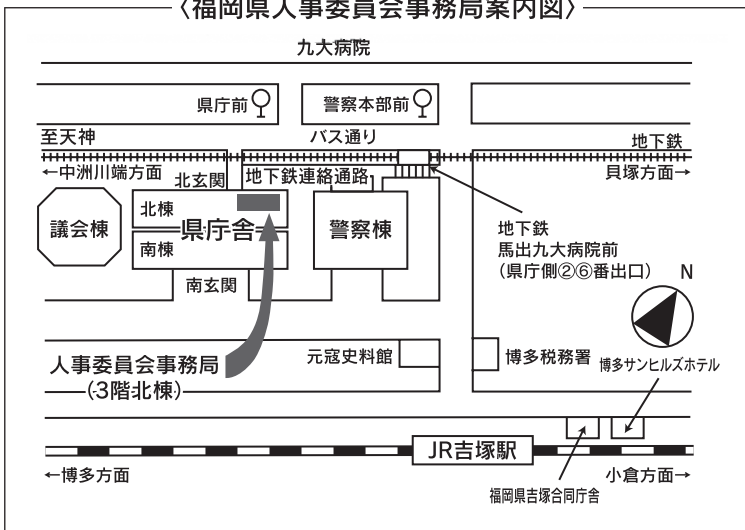 〈福岡県人事委員会事務局案内図〉
九大病院
県庁前
警察本部前
至天神
バス通り
地下鉄
←中洲川端方面
北玄関
地下鉄連絡通路
貝塚方面→
議会棟
北棟
県庁舎
南棟
警察棟
地下鉄
馬出九大病院前
(県庁側②⑥番出口)
南玄関
N
人事委員会事務局
(3階北棟)
元寇史料館
博多税務署
博多サンヒルズホテル
JR吉塚駅
←博多方面
小倉方面→
福岡県吉塚合同庁舎